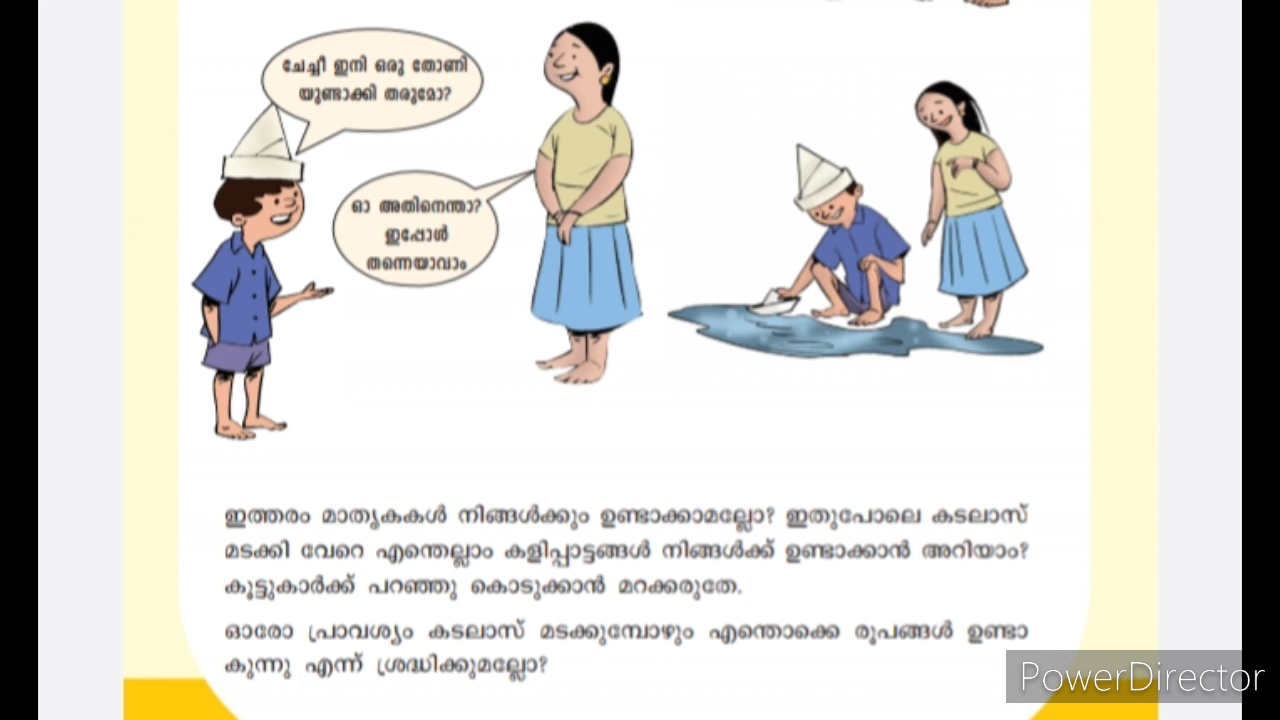 ചേച്ചീ ഇനി ഒരു തോണി
യുണ്ടാക്കി തരുമോ?
ഓ അതിനെന്താ?
ഇപ്പോൾ
തന്നെയാവാം
ഇത്തരം മാതൃകകൾ നിങ്ങൾക്കും ഉണ്ടാക്കാമല്ലോ? ഇതുപോലെ കടലാസ്
മടക്കി വേറെ എന്തെല്ലാം കളിപ്പാട്ടങ്ങൾ നിങ്ങൾക്ക് ഉണ്ടാക്കാൻ അറിയാം?
കൂട്ടുകാർക്ക് പറഞ്ഞു കൊടുക്കാൻ മറക്കരുതേ.
ഓരോ പ്രാവശ്യം കടലാസ് മടക്കുമ്പോഴും എന്തൊക്കെ രൂപങ്ങൾ ഉണ്ടാ
കുന്നു എന്ന് ശ്രദ്ധിക്കുമല്ലോ?
PowerDirector